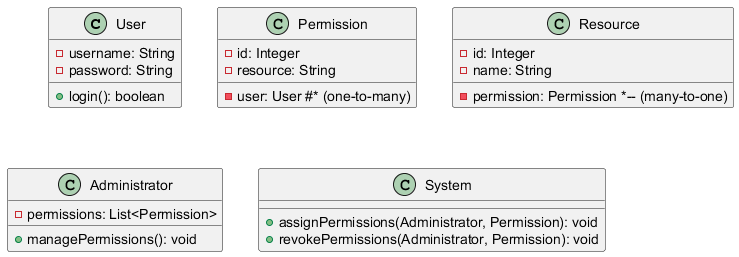 C User
username: String
password: String
login(): boolean
C Permission
id: Integer
resource: String
user: User #* (one-to-many)
C Resource
id: Integer
name: String
permission: Permission *-- (many-to-one)
C Administrator
permissions: List<Permission>
managePermissions(): void
C System
assignPermissions(Administrator, Permission): void
revokePermissions(Administrator, Permission): void